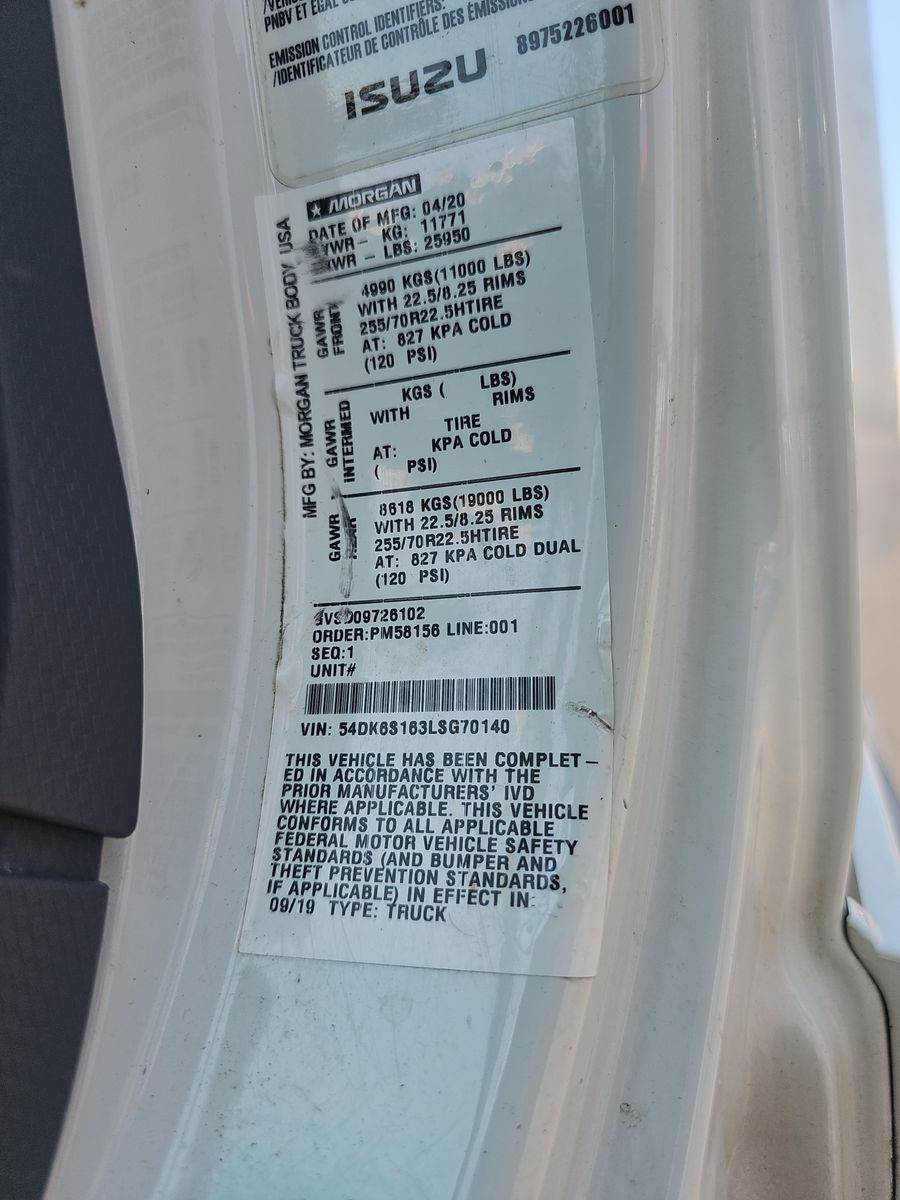 PNBV ET ÉGAL
EMISSION CONTROL IDENTIFIERS:
/IDENTIFICATEUR DE CONTRÔLE DES ÉMISSIONS
8975226001
ISUZU
MORGAN
DATE OF MFG: 04/20
KG: 11771
LBS: 25950
MFG BY: MORGAN TRUCK BODY, USA
GAWR FRONT
4990 KGS(11000 LBS)
WITH 22.5/8.25 RIMS
255/70R22.5HTIRE
AT: 827 KPA COLD
(120 PSI)
GAWR INTERMED
KGS ( LBS)
WITH RIMS
TIRE
AT: KPA COLD
( PSI)
GAWR REAR
8618 KGS(19000 LBS)
WITH 22.5/8.25 RIMS
255/70R22.5HTIRE
AT: 827 KPA COLD DUAL
(120 PSI)
ORDER:PM58156 LINE:001
SEQ:1
UNIT#
VIN: 54DK6S163LSG70140
THIS VEHICLE HAS BEEN COMPLET –
ED IN ACCORDANCE WITH THE
PRIOR MANUFACTURERS' IVD
WHERE APPLICABLE. THIS VEHICLE
CONFORMS TO ALL APPLICABLE
FEDERAL MOTOR VEHICLE SAFETY
STANDARDS (AND BUMPER AND
THEFT PREVENTION STANDARDS,
IF APPLICABLE) IN EFFECT IN:
09/19 TYPE: TRUCK